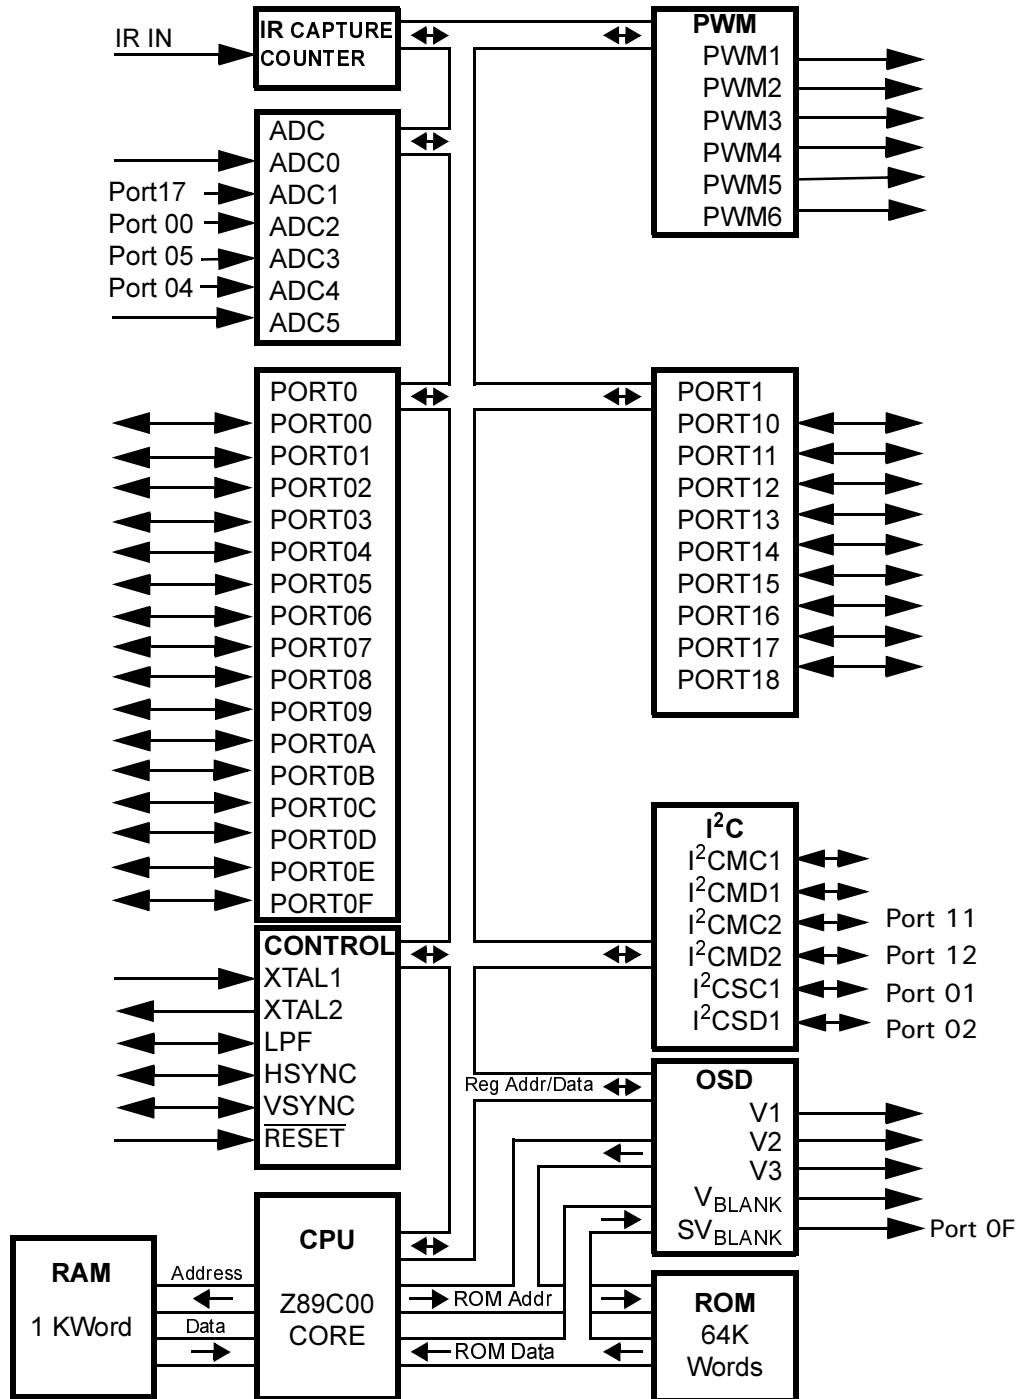 IR IN
IR CAPTURE
COUNTER
ADC
ADC0
Port17 ADC1
Port 00 ADC2
Port 05 ADC3
Port 04 ADC4
ADC5
PORT0
PORT00
PORT01
PORT02
PORT03
PORT04
PORT05
PORT06
PORT07
PORT08
PORT09
PORT0A
PORT0B
PORT0C
PORT0D
PORT0E
PORT0F
CONTROL
XTAL1
XTAL2
LPF
HSYNC
VSYNC
RESET
PWM
PWM1
PWM2
PWM3
PWM4
PWM5
PWM6
PORT1
PORT10
PORT11
PORT12
PORT13
PORT14
PORT15
PORT16
PORT17
PORT18
I²C
I²CMC1
I²CMD1
I²CMC2 Port 11
I²CMD2 Port 12
I²CSC1 Port 01
I²CSD1 Port 02
Reg Addr/Data
OSD
V1
V2
V3
VBLANK
SVBLANK Port 0F
RAM
1 KWord
Address
Data
CPU
Z89C00
CORE
ROM Addr
ROM Data
ROM
64K
Words